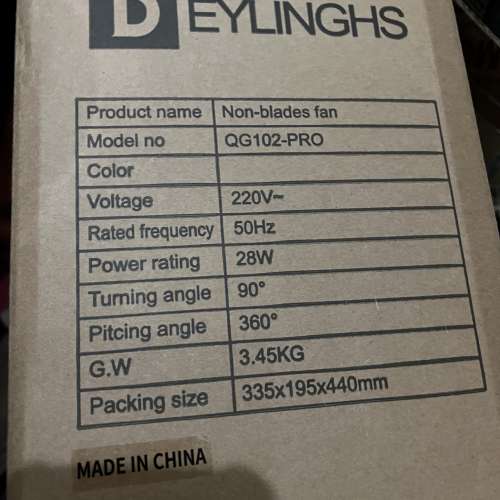 DEYLINGHS
Product name Non-blades fan
Model no QG102-PRO
Color
Voltage 220V~
Rated frequency 50Hz
Power rating 28W
Turning angle 90°
Pitcing angle 360°
G.W 3.45KG
Packing size 335x195x440mm
MADE IN CHINA